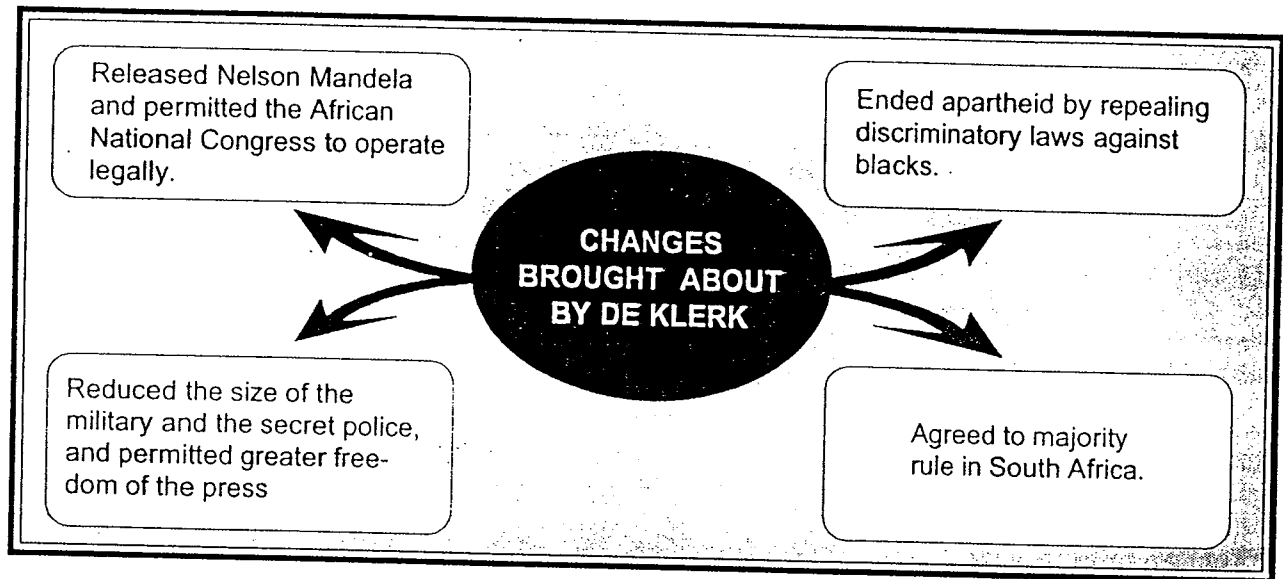 Released Nelson Mandela
and permitted the African
National Congress to operate
legally.
Ended apartheid by repealing
discriminatory laws against
blacks.
CHANGES
BROUGHT ABOUT
BY DE KLERK
Reduced the size of the
military and the secret police,
and permitted greater free-
dom of the press
Agreed to majority
rule in South Africa.